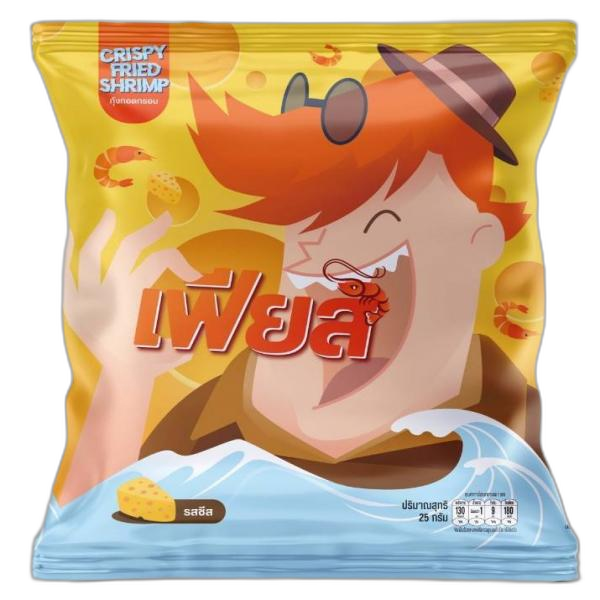 CRISPY
FRIED
SHRIMP
กุ้งทอดกรอบ
เฟียส
รสชีส
ปริมาณสุทธิ
25 กรัม
130
1
9
180